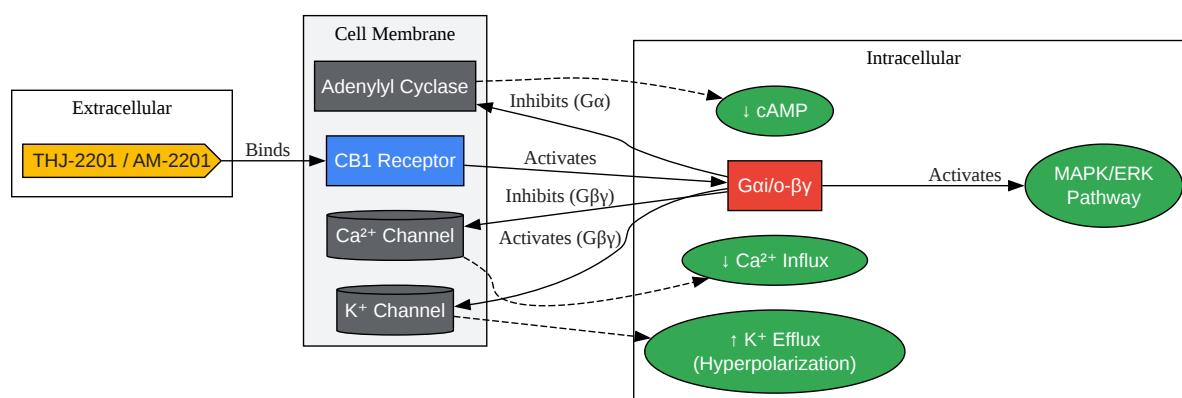 Extracellular
THJ-2201 / AM-2201
Binds
Cell Membrane
Adenylyl Cyclase
CB1 Receptor
Ca²⁺ Channel
K⁺ Channel
Inhibits (Gα)
Activates
Inhibits (Gβγ)
Activates (Gβγ)
Intracellular
↓ cAMP
Gαi/o-βγ
Activates
MAPK/ERK
Pathway
↓ Ca²⁺ Influx
↑ K⁺ Efflux
(Hyperpolarization)